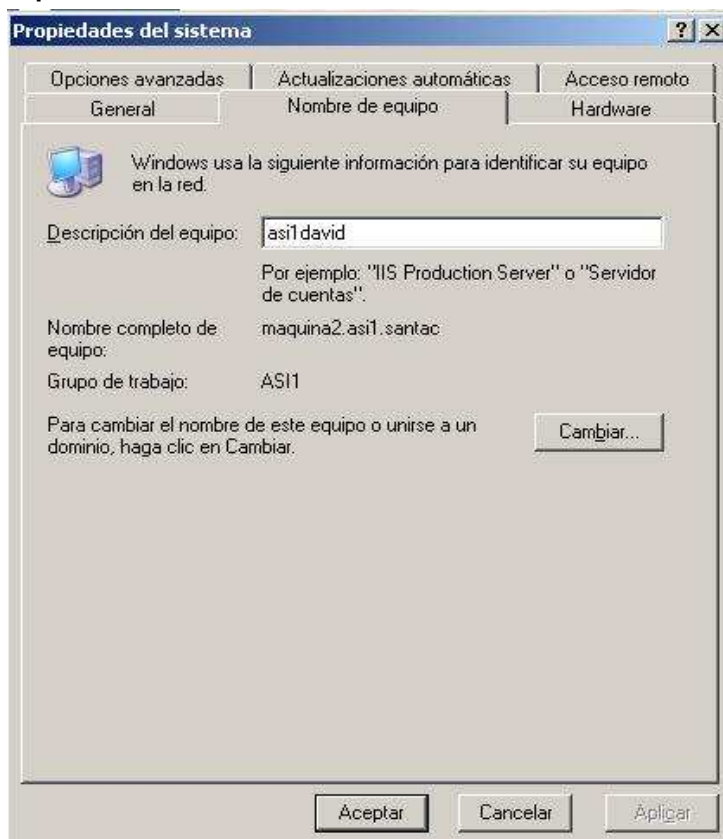 Propiedades del sistema
Opciones avanzadas Actualizaciones automáticas Acceso remoto
General Nombre de equipo Hardware
Windows usa la siguiente información para identificar su equipo
en la red.
Descripción del equipo: asi1david
Por ejemplo: "IIS Production Server" o "Servidor
de cuentas".
Nombre completo de maquina2.asi1.santac
equipo:
Grupo de trabajo: ASI1
Para cambiar el nombre de este equipo o unirse a un
dominio, haga clic en Cambiar.
Cambiar...
Aceptar Cancelar Aplicar